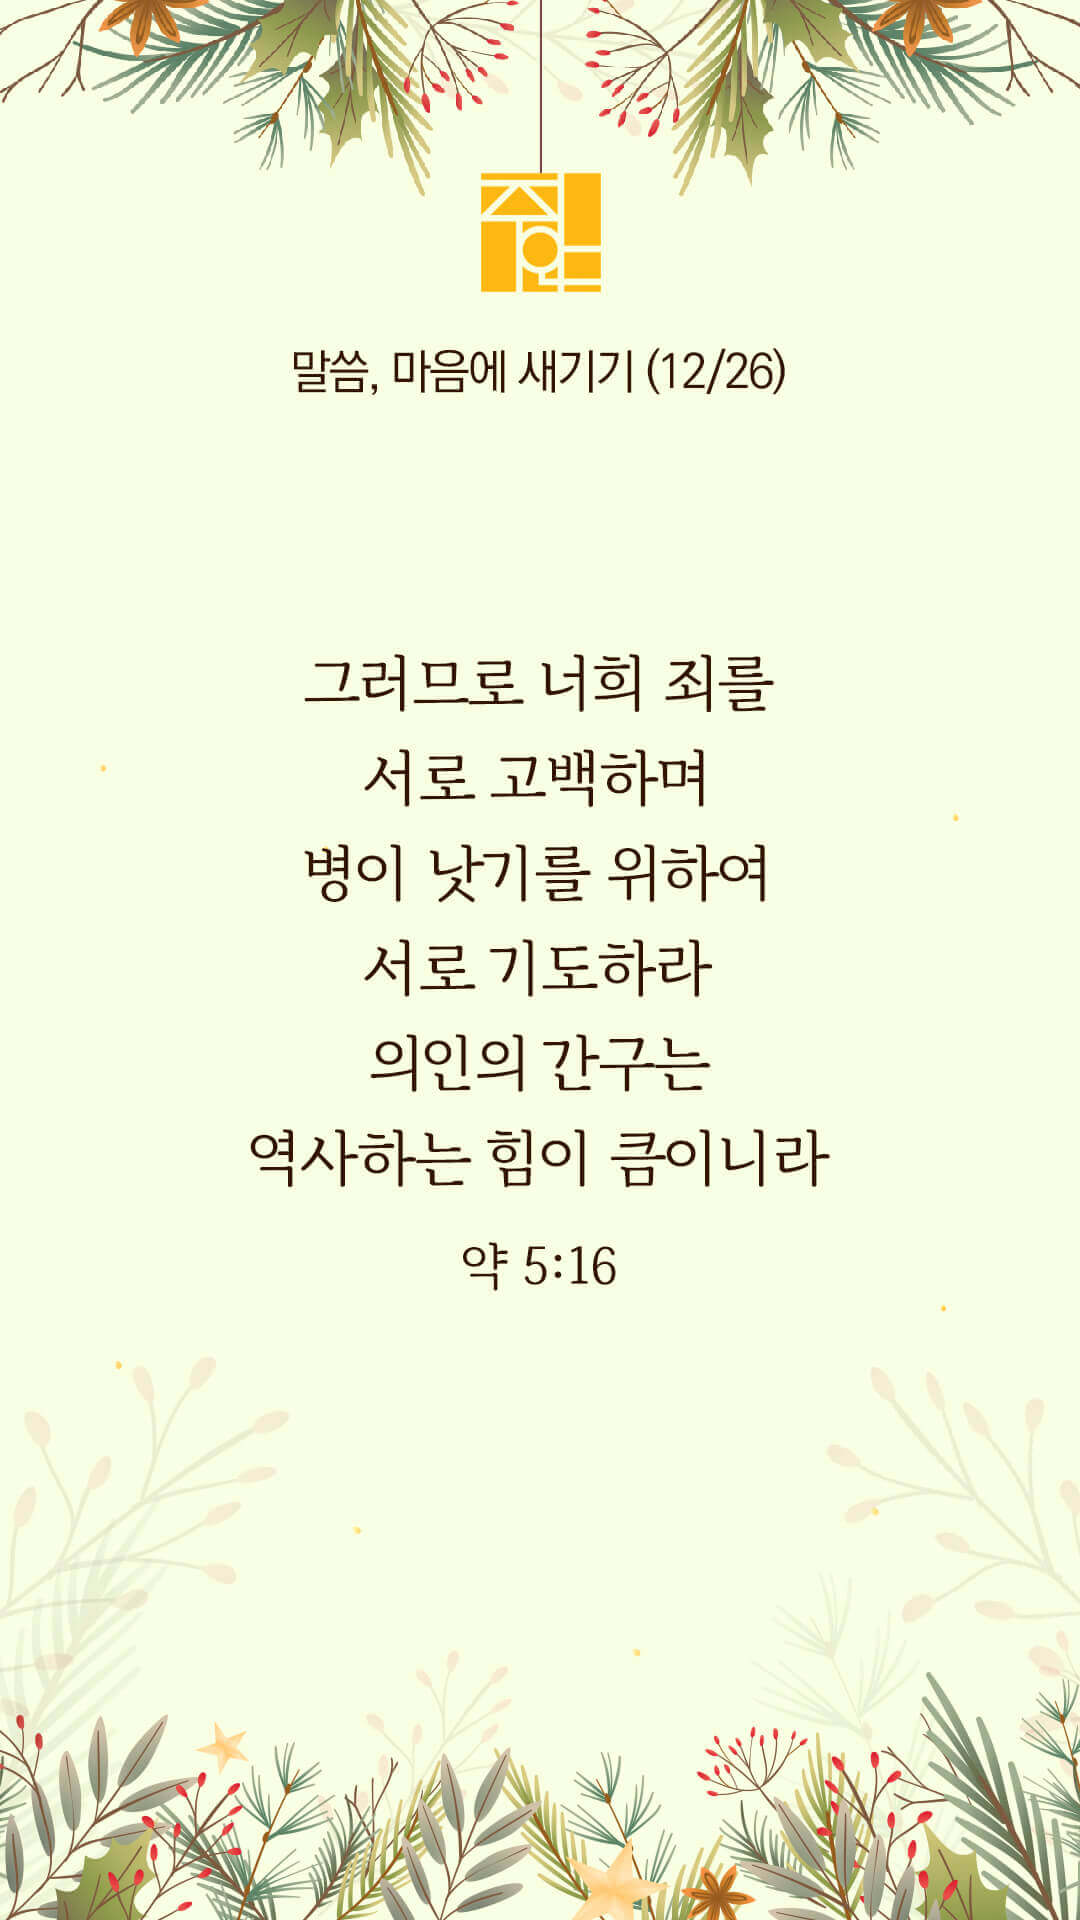 주인
말씀, 마음에 새기기 (12/26)
그러므로 너희 죄를
서로 고백하며
병이 낫기를 위하여
서로 기도하라
의인의 간구는
역사하는 힘이 큼이니라
약 5:16